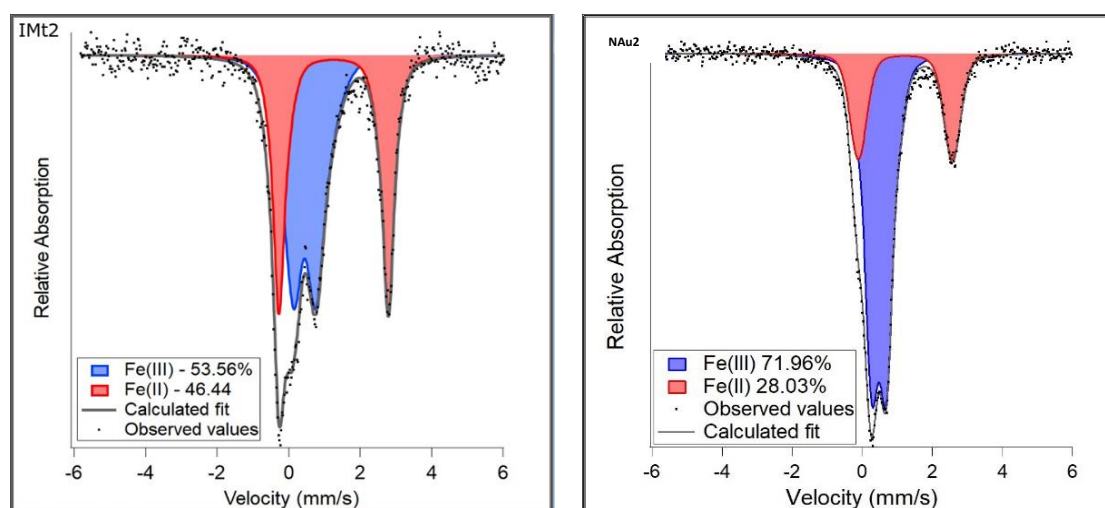 IMt2
Relative Absorption
Fe(III) - 53.56%
Fe(II) - 46.44
Calculated fit
Observed values
-6 -4 -2 0 2 4 6
Velocity (mm/s)
NAu2
Relative Absorption
Fe(III) 71.96%
Fe(II) 28.03%
Observed values
Calculated fit
-6 -4 -2 0 2 4 6
Velocity (mm/s)